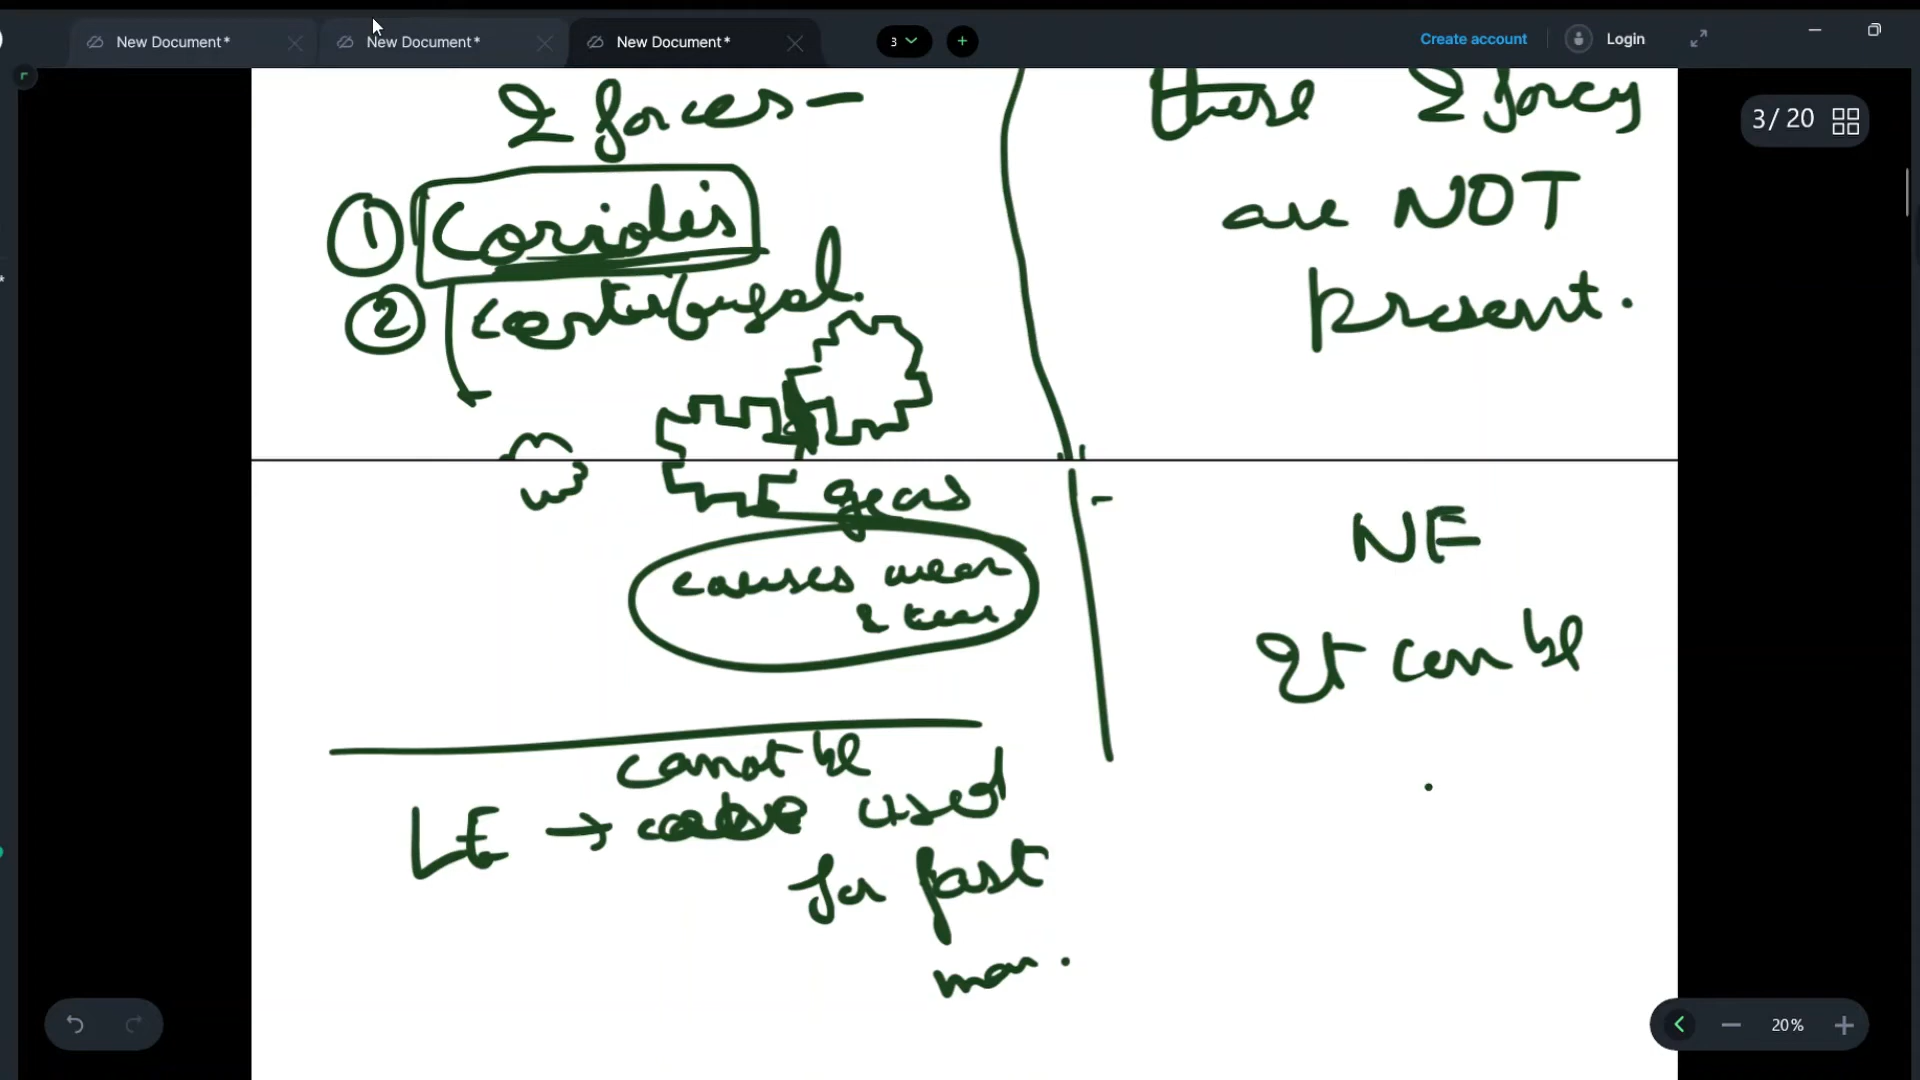 New Document*
New Document*
New Document*
3
Create account
Login
3/ 20
2 forces-
① Coriolis
② centrifugal.
gears
causes wear
& tear.
these 2 forces
are NOT
present.
NE
It can be
cannot be
LE → used
for fast
mon.
20%